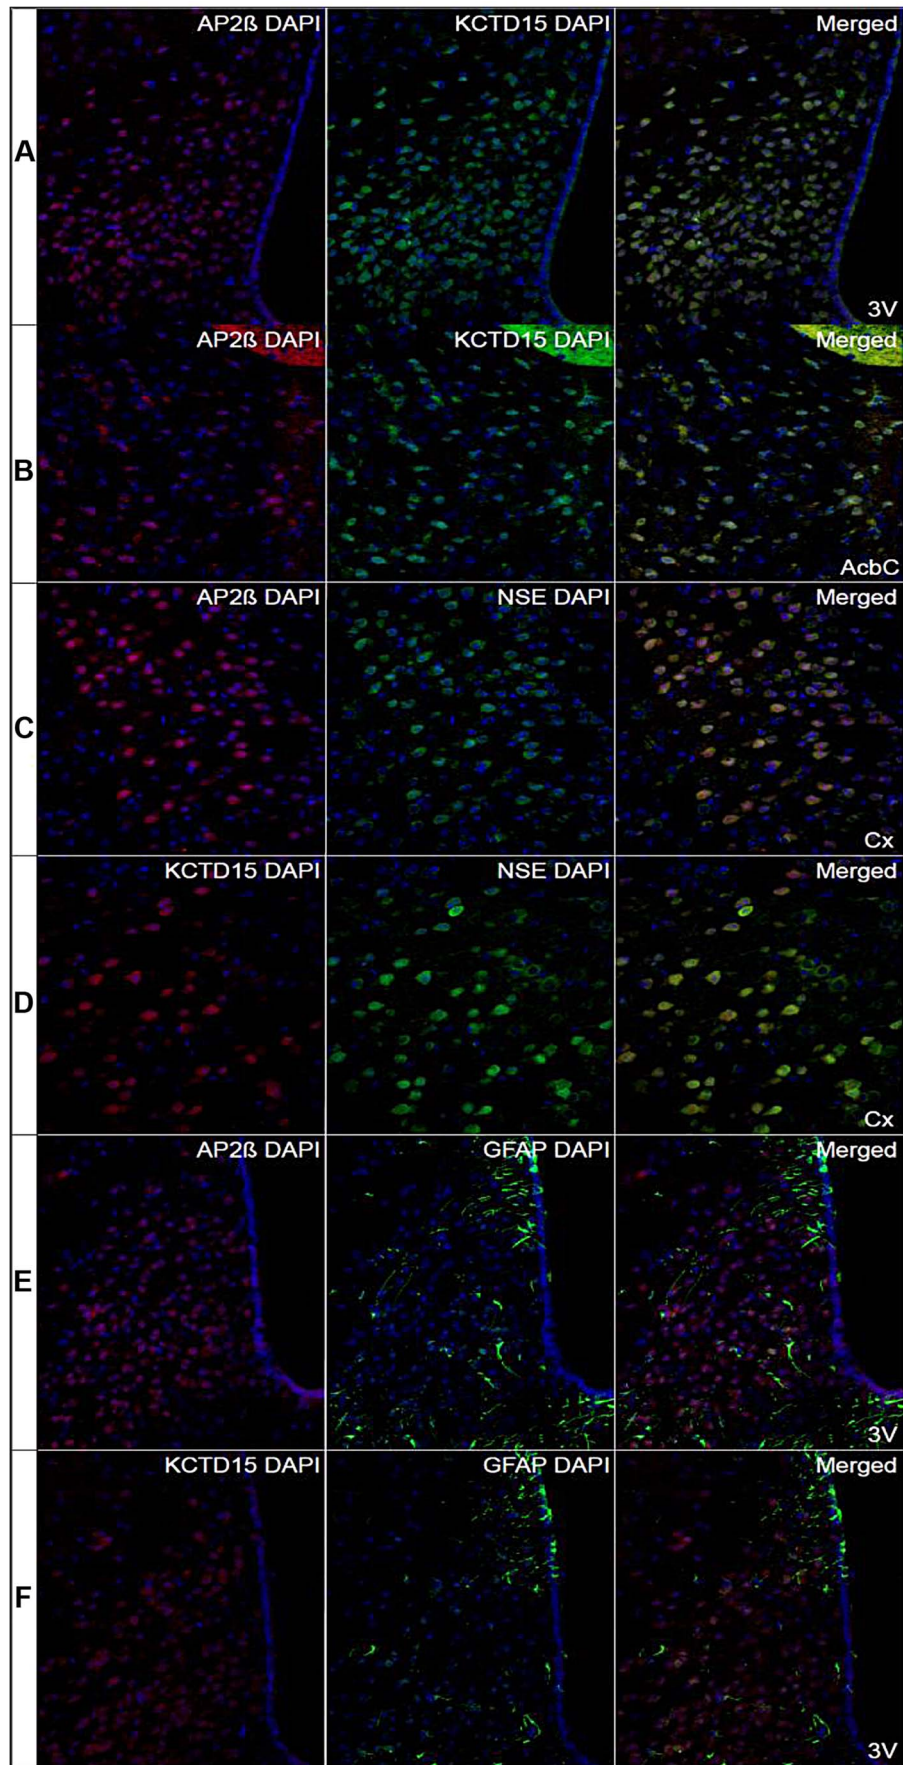 A
AP2ß DAPI
KCTD15 DAPI
Merged
3V
B
AP2ß DAPI
KCTD15 DAPI
Merged
AcbC
C
AP2ß DAPI
NSE DAPI
Merged
Cx
D
KCTD15 DAPI
NSE DAPI
Merged
Cx
E
AP2ß DAPI
GFAP DAPI
Merged
3V
F
KCTD15 DAPI
GFAP DAPI
Merged
3V